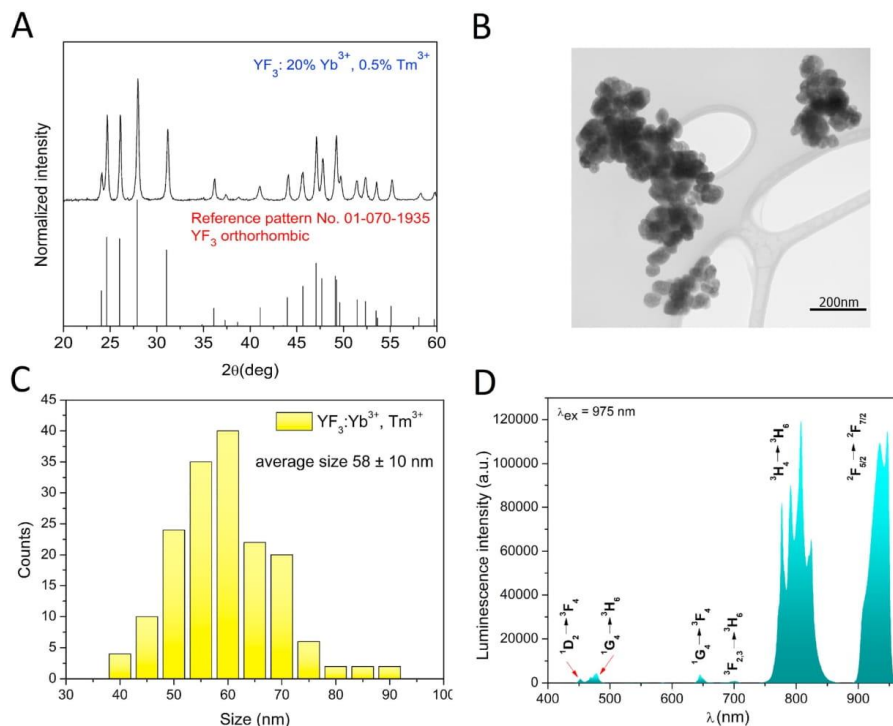 A
YF₃: 20% Yb³⁺, 0.5% Tm³⁺
Reference pattern No. 01-070-1935
YF₃ orthorhombic
Normalized intensity
20 25 30 35 40 45 50 55 60
2θ(deg)
B
200nm
C
YF₃:Yb³⁺, Tm³⁺
average size 58 ± 10 nm
Counts
45
40
35
30
25
20
15
10
5
0
30 40 50 60 70 80 90 100
Size (nm)
D
λex = 975 nm
Luminescence intensity (a.u.)
120000
100000
80000
60000
40000
20000
0
¹D₂→³F₄
¹G₄→³H₆
¹G₄→³F₄
³F₂,₃→³H₆
³H₄→³H₆
²F₅/₂→²F₇/₂
400 500 600 700 800 900
λ(nm)